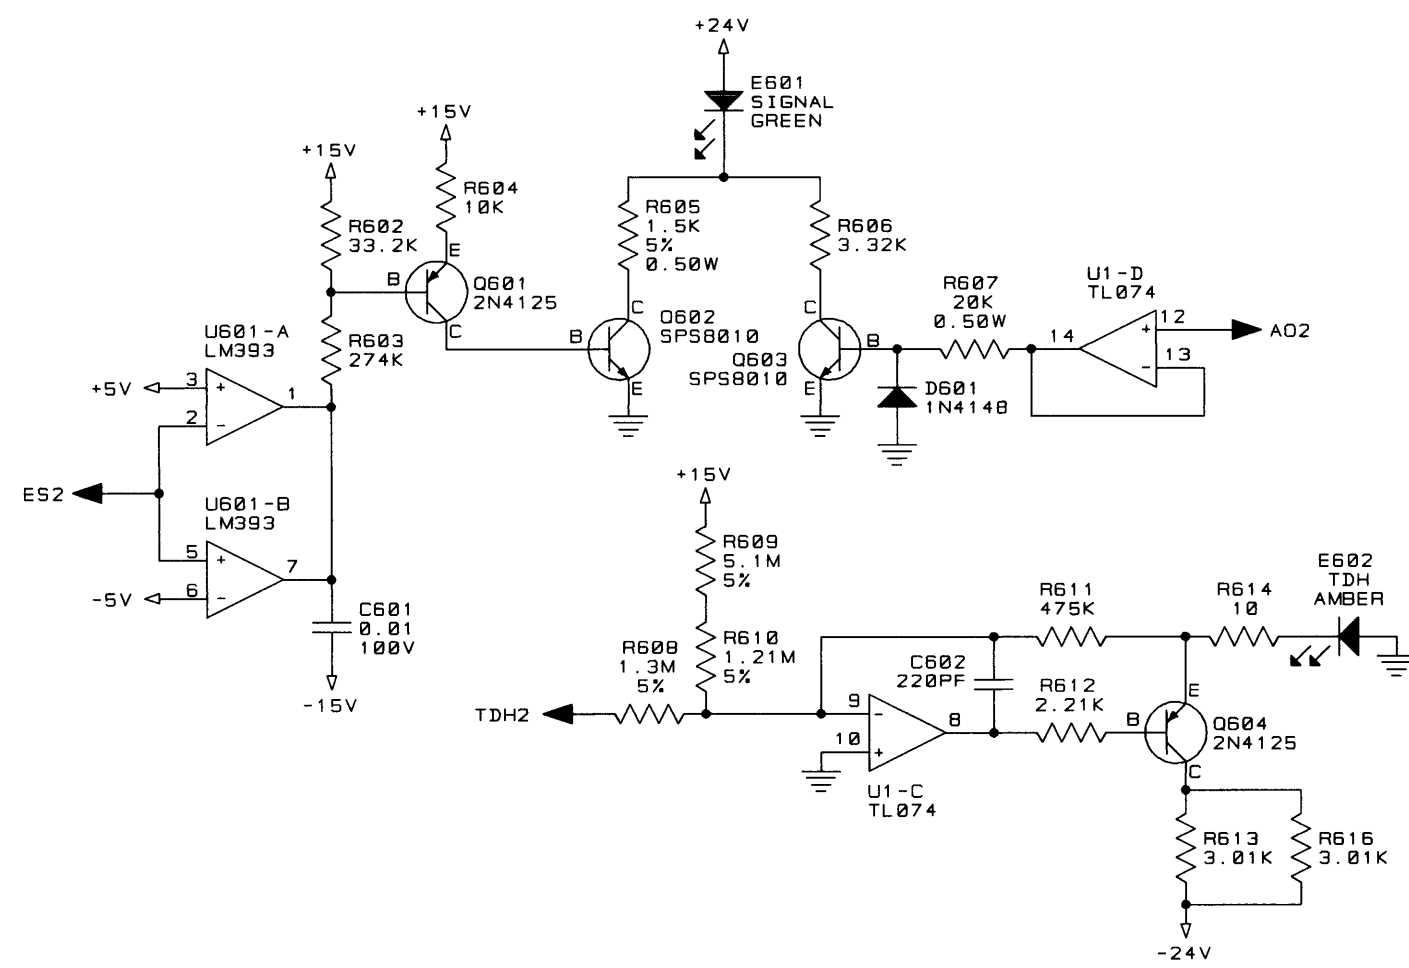 +24V
E601
SIGNAL
GREEN
+15V
+15V
R604
10K
R602
33.2K
R605
1.5K
5%
0.50W
R606
3.32K
E
B
Q601
2N4125
C
R607
20K
0.50W
U1-D
TL074
12
+
AO2
13
-
14
U601-A
LM393
R603
274K
+5V
3
+
1
2
-
C
B
Q602
SPS8010
E
C
B
Q603
SPS8010
E
D601
1N4148
ES2
U601-B
LM393
5
+
7
-5V
6
-
C601
0.01
100V
-15V
+15V
R609
5.1M
5%
R608
1.3M
5%
R610
1.21M
5%
TDH2
C602
220PF
R611
475K
R614
10
E602
TDH
AMBER
R612
2.21K
9
-
8
10
+
U1-C
TL074
E
B
Q604
2N4125
C
R613
3.01K
R616
3.01K
-24V